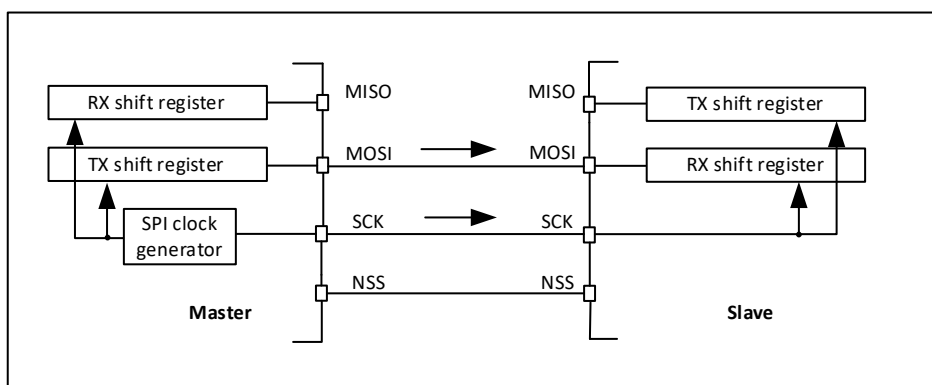 MISO
MISO
RX shift register
TX shift register
MOSI
MOSI
TX shift register
RX shift register
SCK
SCK
SPI clock
generator
NSS
NSS
Master
Slave